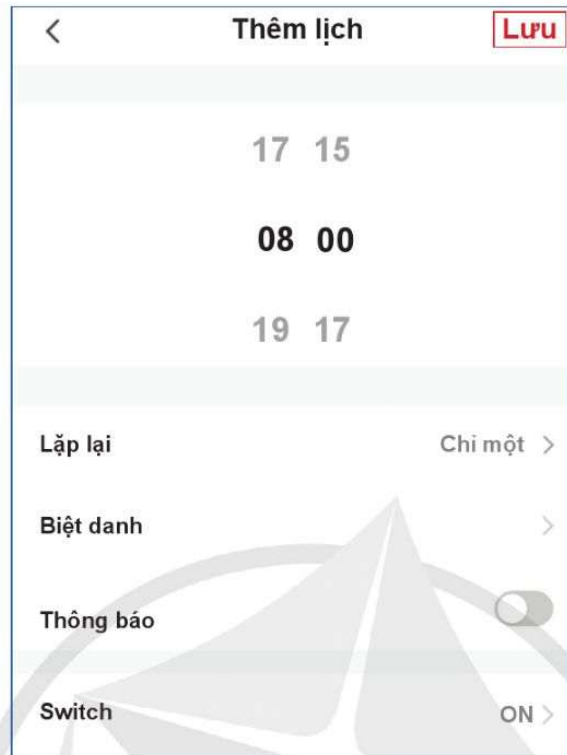 Thêm lịch Lưu
17 15
08 00
19 17
Lặp lại Chỉ một
Biệt danh
Thông báo
Switch ON